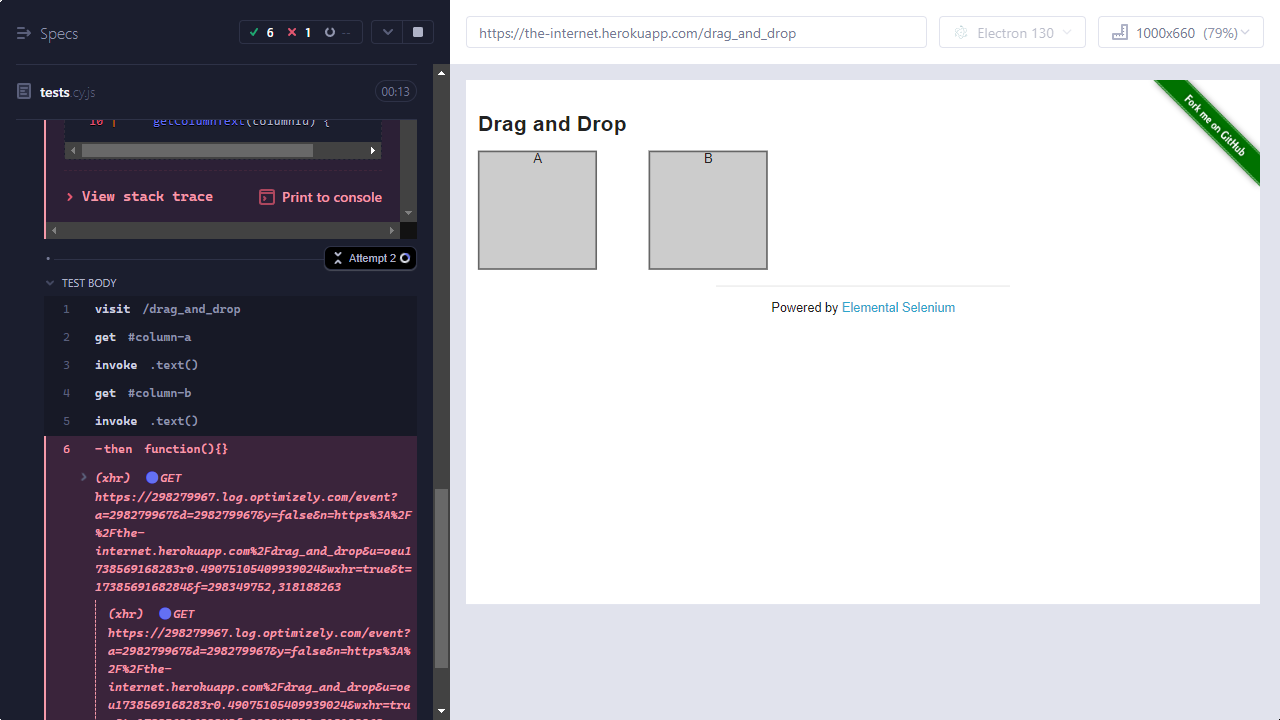 Specs
6
1
--
https://the-internet.herokuapp.com/drag_and_drop
Electron 130
1000x660 (79%)
tests.cy.js
00:13
10 | getColumnText(columnId) {
View stack trace
Print to console
Attempt 2
TEST BODY
1 visit /drag_and_drop
2 get #column-a
3 invoke .text()
4 get #column-b
5 invoke .text()
6 -then function(){}
(xhr) GET
https://298279967.log.optimizely.com/event?
a=298279967&d=298279967&y=false&n=https%3A%2F
%2Fthe-
internet.herokuapp.com%2Fdrag_and_drop&u=oeu1
738569168283r0.49075105409939024&wxhr=true&t=
1738569168284&f=298349752,318188263
(xhr) GET
https://298279967.log.optimizely.com/event?
a=298279967&d=298279967&y=false&n=https%3A%
2F%2Fthe-
internet.herokuapp.com%2Fdrag_and_drop&u=oe
u1738569168283r0.49075105409939024&wxhr=tru
Drag and Drop
A
B
Powered by Elemental Selenium
Fork me on GitHub